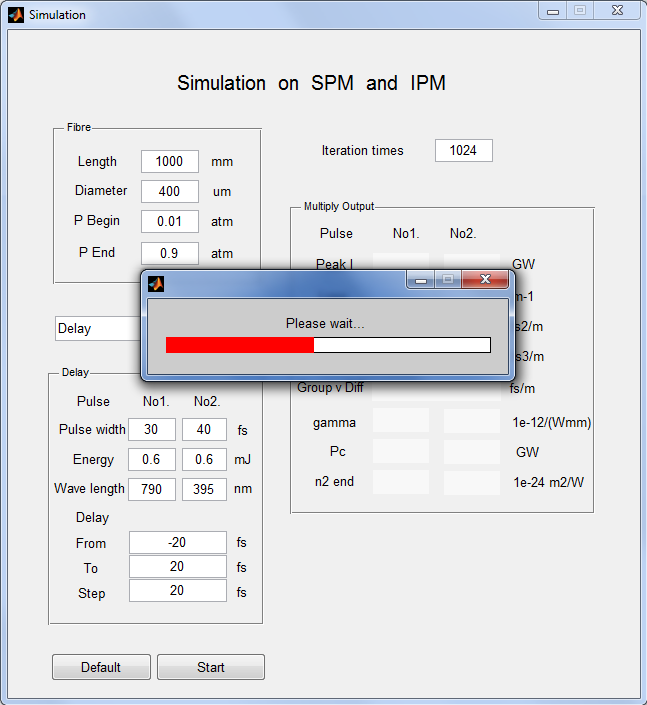 Simulation
Simulation on SPM and IPM
Fibre
Length 1000 mm
Diameter 400 um
P Begin 0.01 atm
P End 0.9 atm
Iteration times 1024
Multiply Output
Pulse No1. No2.
Peak I GW
m-1
s2/m
s3/m
Group v Diff fs/m
gamma 1e-12/(Wmm)
Pc GW
n2 end 1e-24 m2/W
Please wait...
Delay
Delay
Pulse No1. No2.
Pulse width 30 40 fs
Energy 0.6 0.6 mJ
Wave length 790 395 nm
Delay
From -20 fs
To 20 fs
Step 20 fs
Default Start